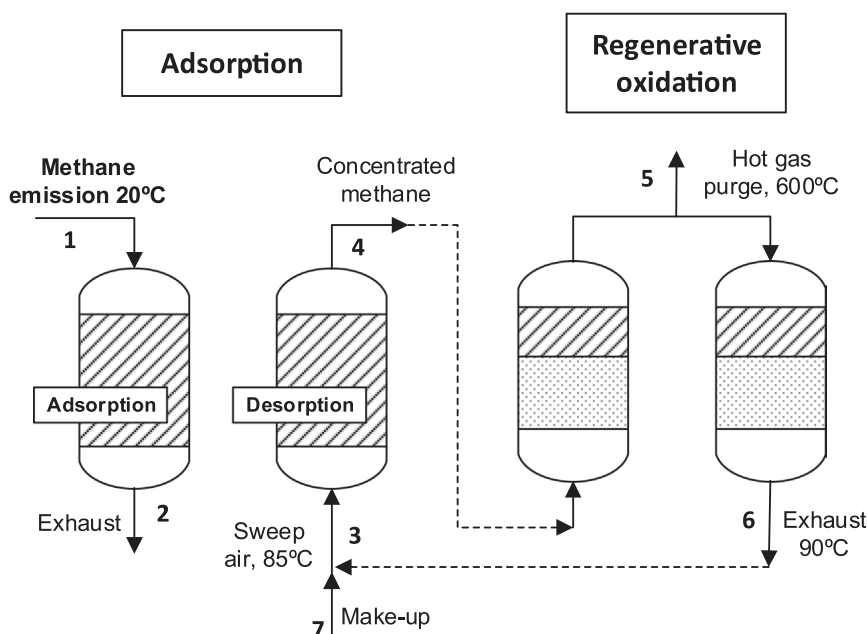 Adsorption
Regenerative
oxidation
Methane
emission 20ºC
1
Concentrated
methane
4
5
Hot gas
purge, 600ºC
Adsorption
Desorption
Exhaust
2
Sweep
air, 85ºC
3
6
Exhaust
90ºC
7
Make-up